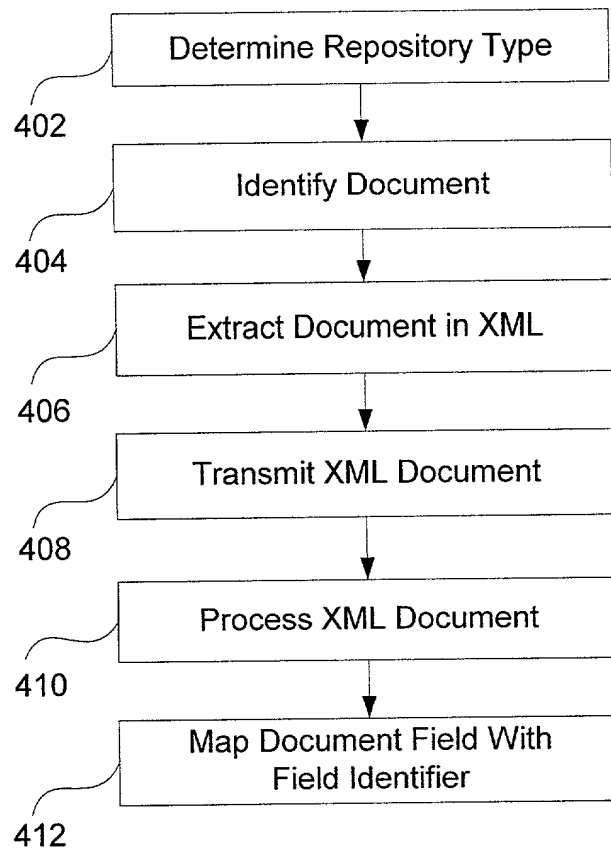 Determine Repository Type
402
Identify Document
404
Extract Document in XML
406
Transmit XML Document
408
Process XML Document
410
Map Document Field With
Field Identifier
412